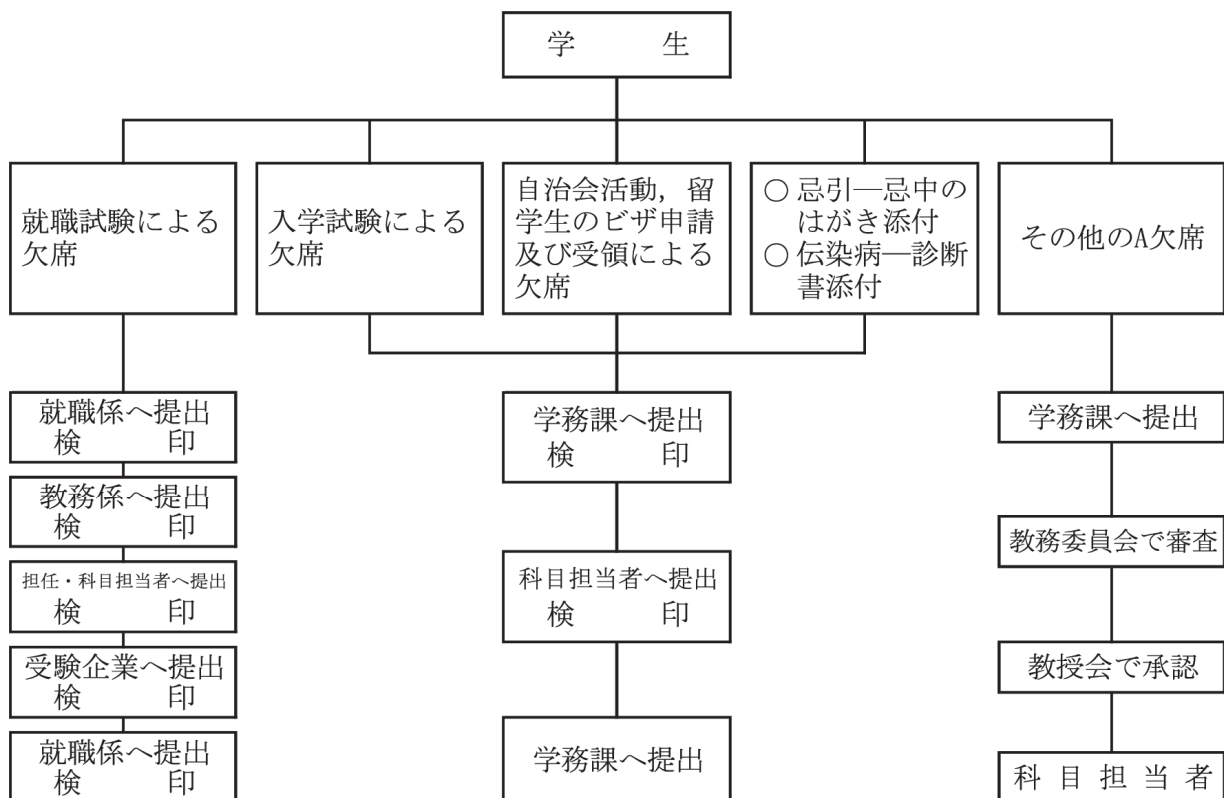 学　　　生
就職試験による
欠席
入学試験による
欠席
自治会活動，留
学生のビザ申請
及び受領による
欠席
○ 忌引―忌中の
はがき添付
○ 伝染病―診断
書添付
その他のA欠席
就職係へ提出
検　　　印
教務係へ提出
検　　　印
担任・科目担当者へ提出
検　　　印
受験企業へ提出
検　　　印
就職係へ提出
検　　　印
学務課へ提出
検　　　印
科目担当者へ提出
検　　　印
学務課へ提出
学務課へ提出
教務委員会で審査
教授会で承認
科 目 担 当 者